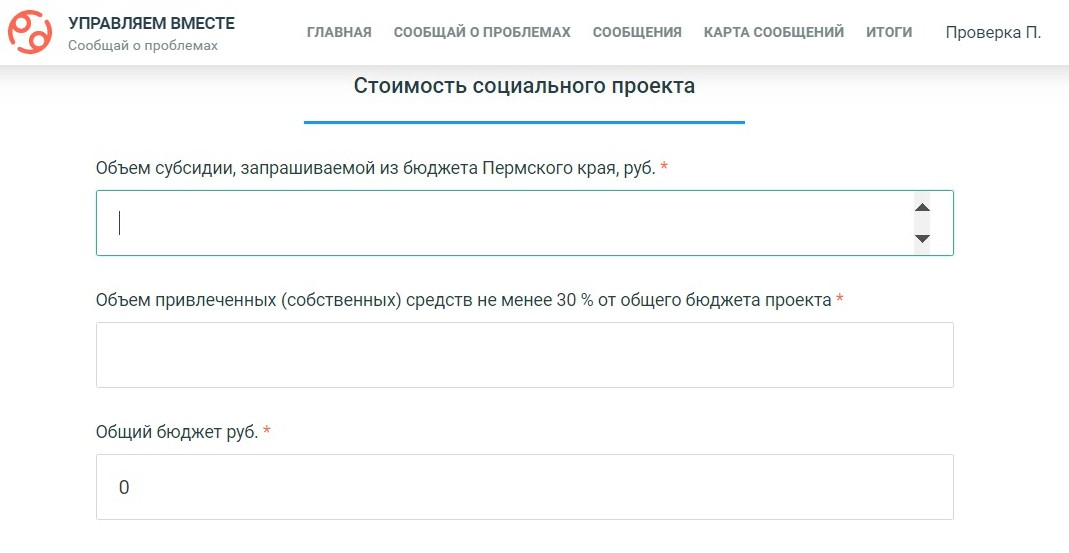 УПРАВЛЯЕМ ВМЕСТЕ
Сообщай о проблемах
ГЛАВНАЯ СООБЩАЙ О ПРОБЛЕМАХ СООБЩЕНИЯ КАРТА СООБЩЕНИЙ ИТОГИ Проверка П.
Стоимость социального проекта
Объем субсидии, запрашиваемой из бюджета Пермского края, руб. *
Объем привлеченных (собственных) средств не менее 30 % от общего бюджета проекта *
Общий бюджет руб. *
0